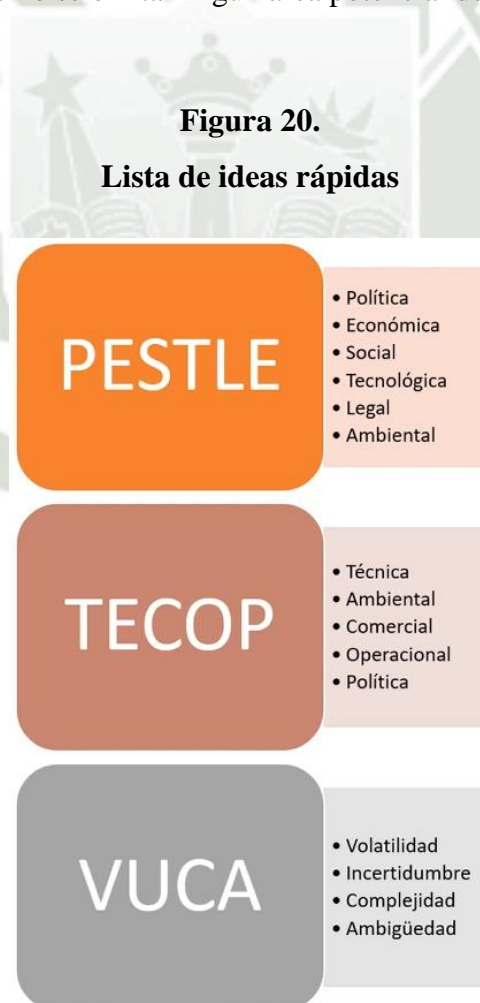 Figura 20.
Lista de ideas rápidas
PESTLE
• Política
• Económica
• Social
• Tecnológica
• Legal
• Ambiental
TECOP
• Técnica
• Ambiental
• Comercial
• Operacional
• Política
VUCA
• Volatilidad
• Incertidumbre
• Complejidad
• Ambigüedad